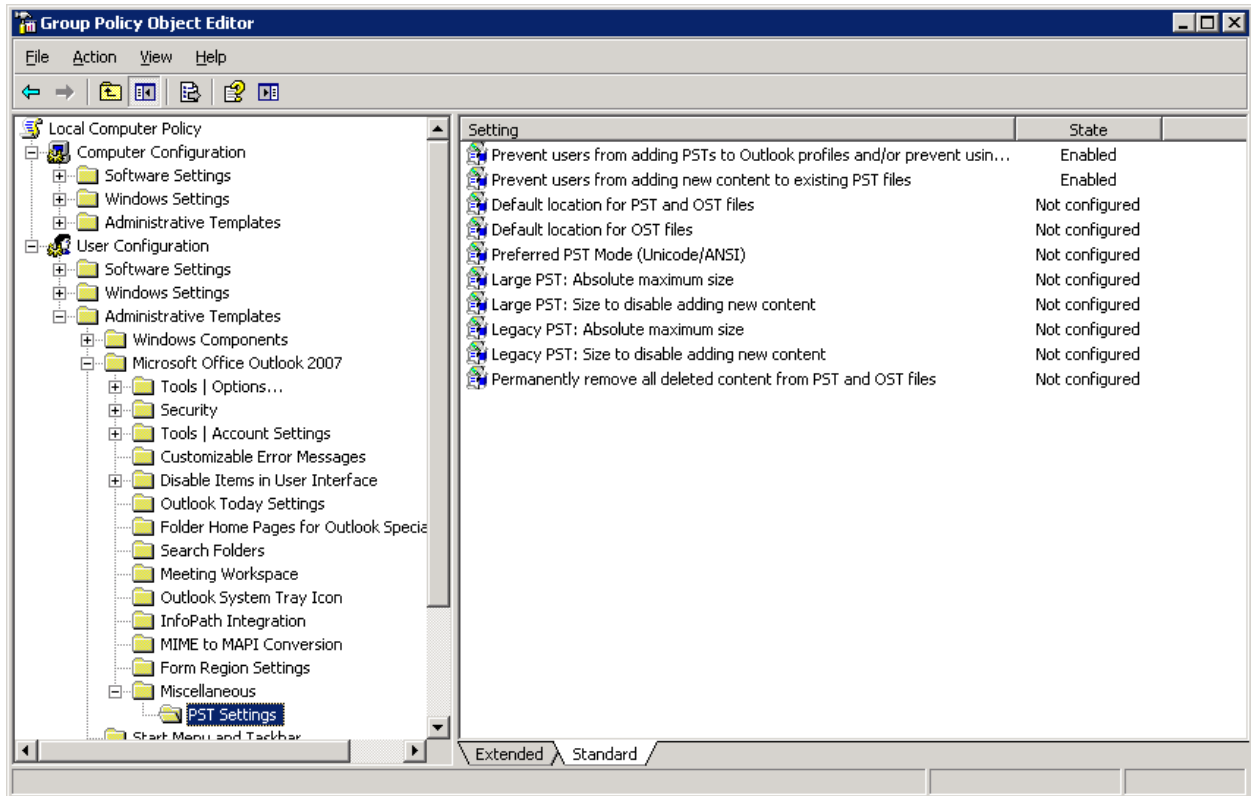 Group Policy Object Editor
File Action View Help
Local Computer Policy
Computer Configuration
Software Settings
Windows Settings
Administrative Templates
User Configuration
Software Settings
Windows Settings
Administrative Templates
Windows Components
Microsoft Office Outlook 2007
Tools | Options...
Security
Tools | Account Settings
Customizable Error Messages
Disable Items in User Interface
Outlook Today Settings
Folder Home Pages for Outlook Specia
Search Folders
Meeting Workspace
Outlook System Tray Icon
InfoPath Integration
MIME to MAPI Conversion
Form Region Settings
Miscellaneous
PST Settings
Start Menu and Taskbar
Setting State
Prevent users from adding PSTs to Outlook profiles and/or prevent usin... Enabled
Prevent users from adding new content to existing PST files Enabled
Default location for PST and OST files Not configured
Default location for OST files Not configured
Preferred PST Mode (Unicode/ANSI) Not configured
Large PST: Absolute maximum size Not configured
Large PST: Size to disable adding new content Not configured
Legacy PST: Absolute maximum size Not configured
Legacy PST: Size to disable adding new content Not configured
Permanently remove all deleted content from PST and OST files Not configured
Extended Standard